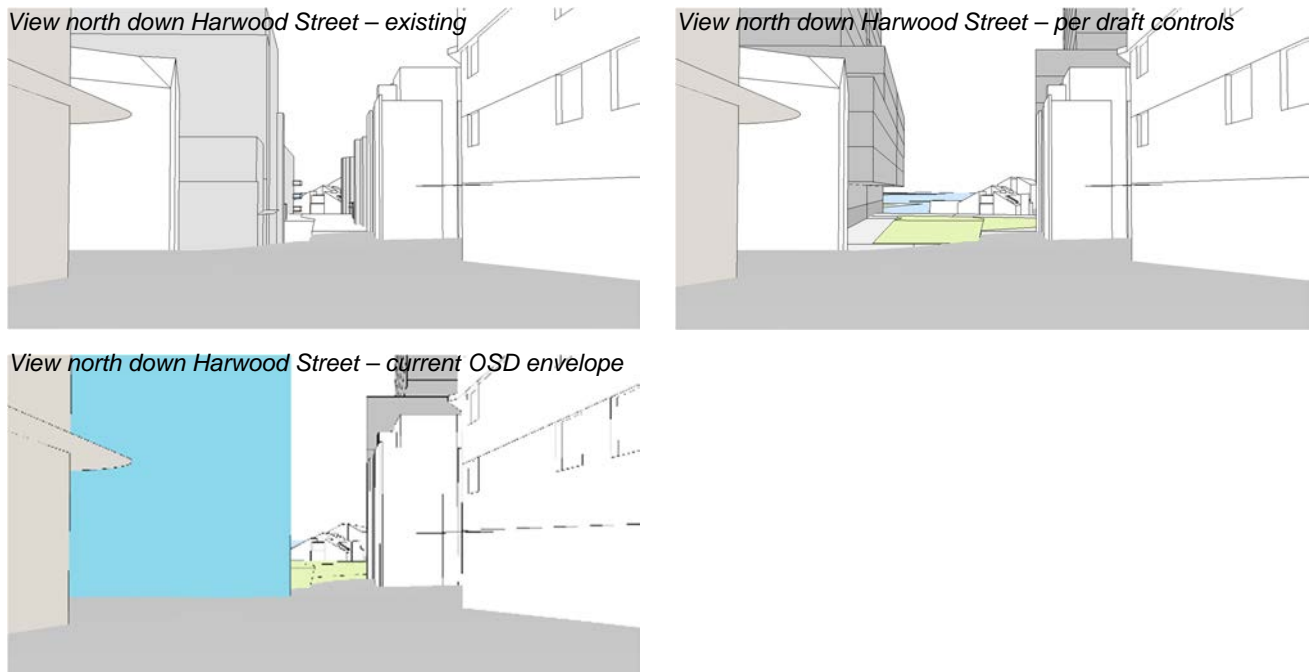 View north down Harwood Street – existing
View north down Harwood Street – per draft controls
View north down Harwood Street – current OSD envelope